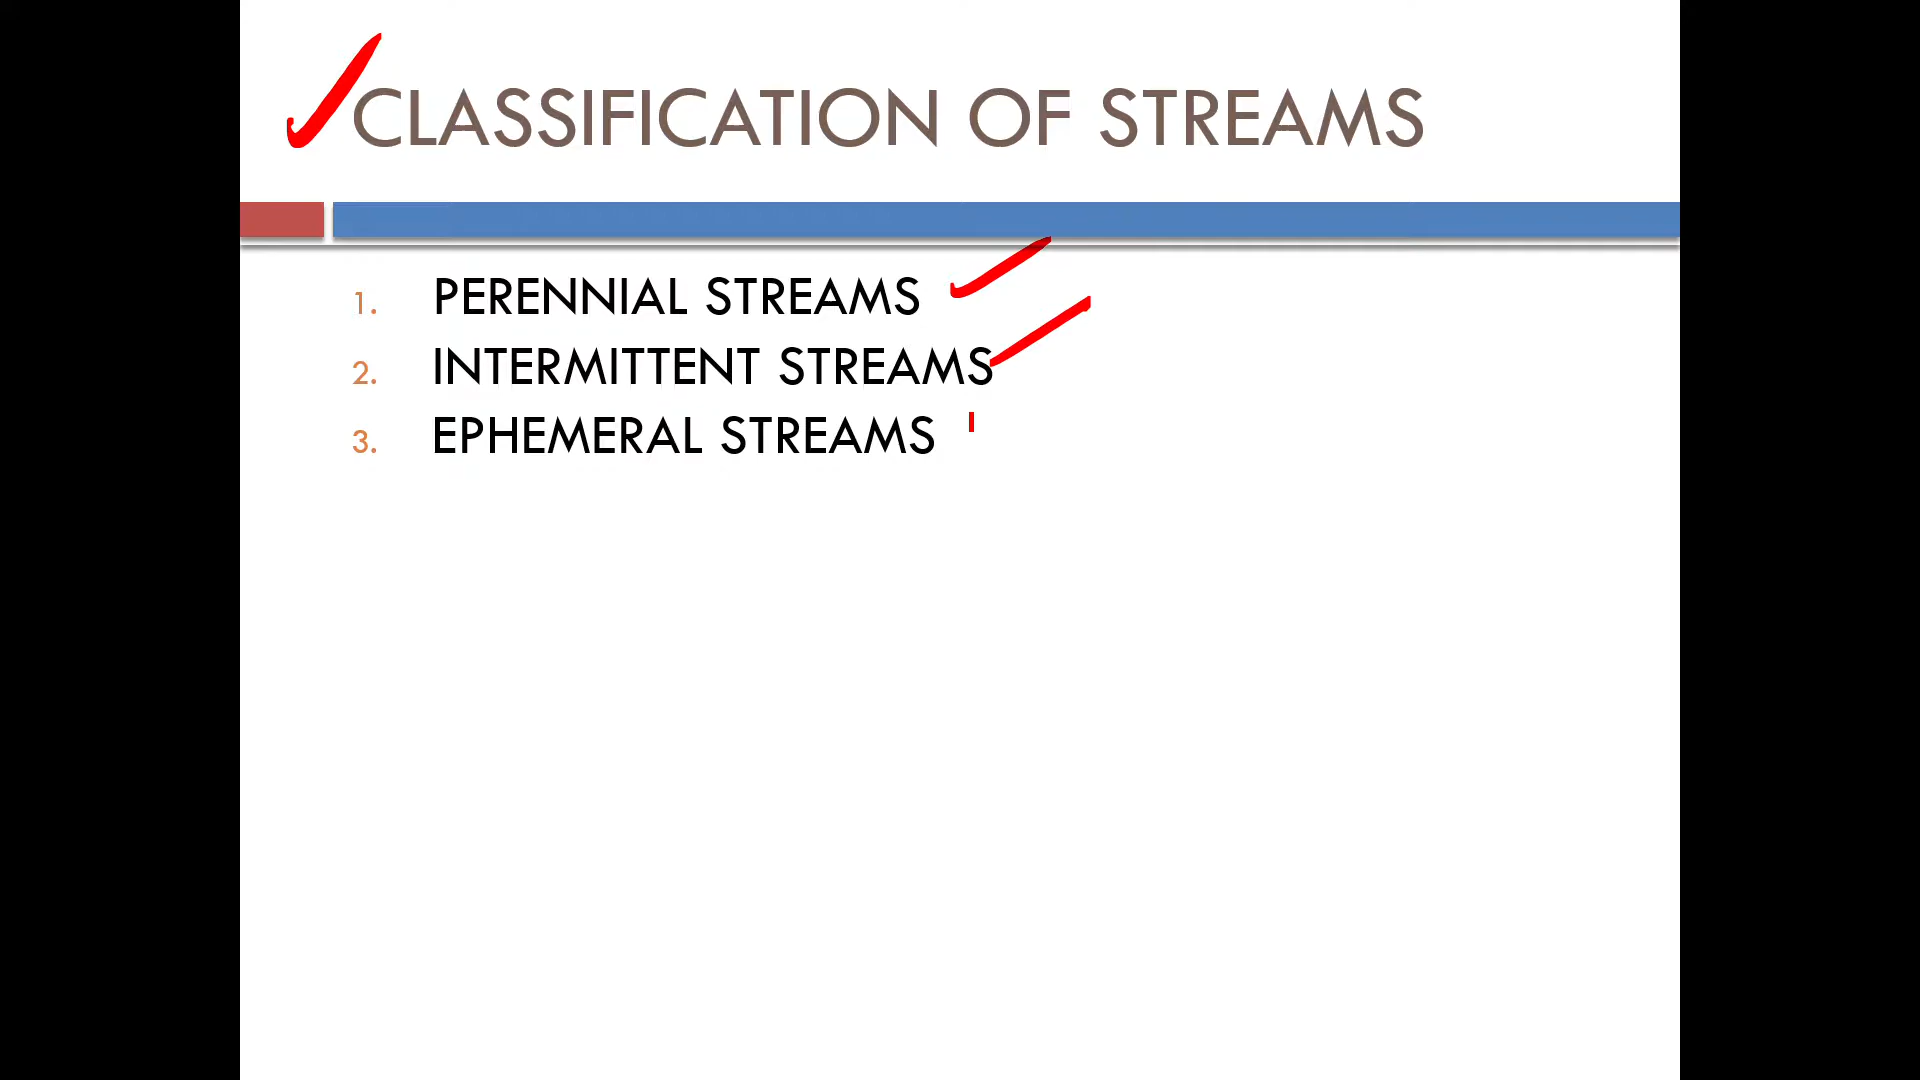 CLASSIFICATION OF STREAMS
1. PERENNIAL STREAMS
2. INTERMITTENT STREAMS
3. EPHEMERAL STREAMS